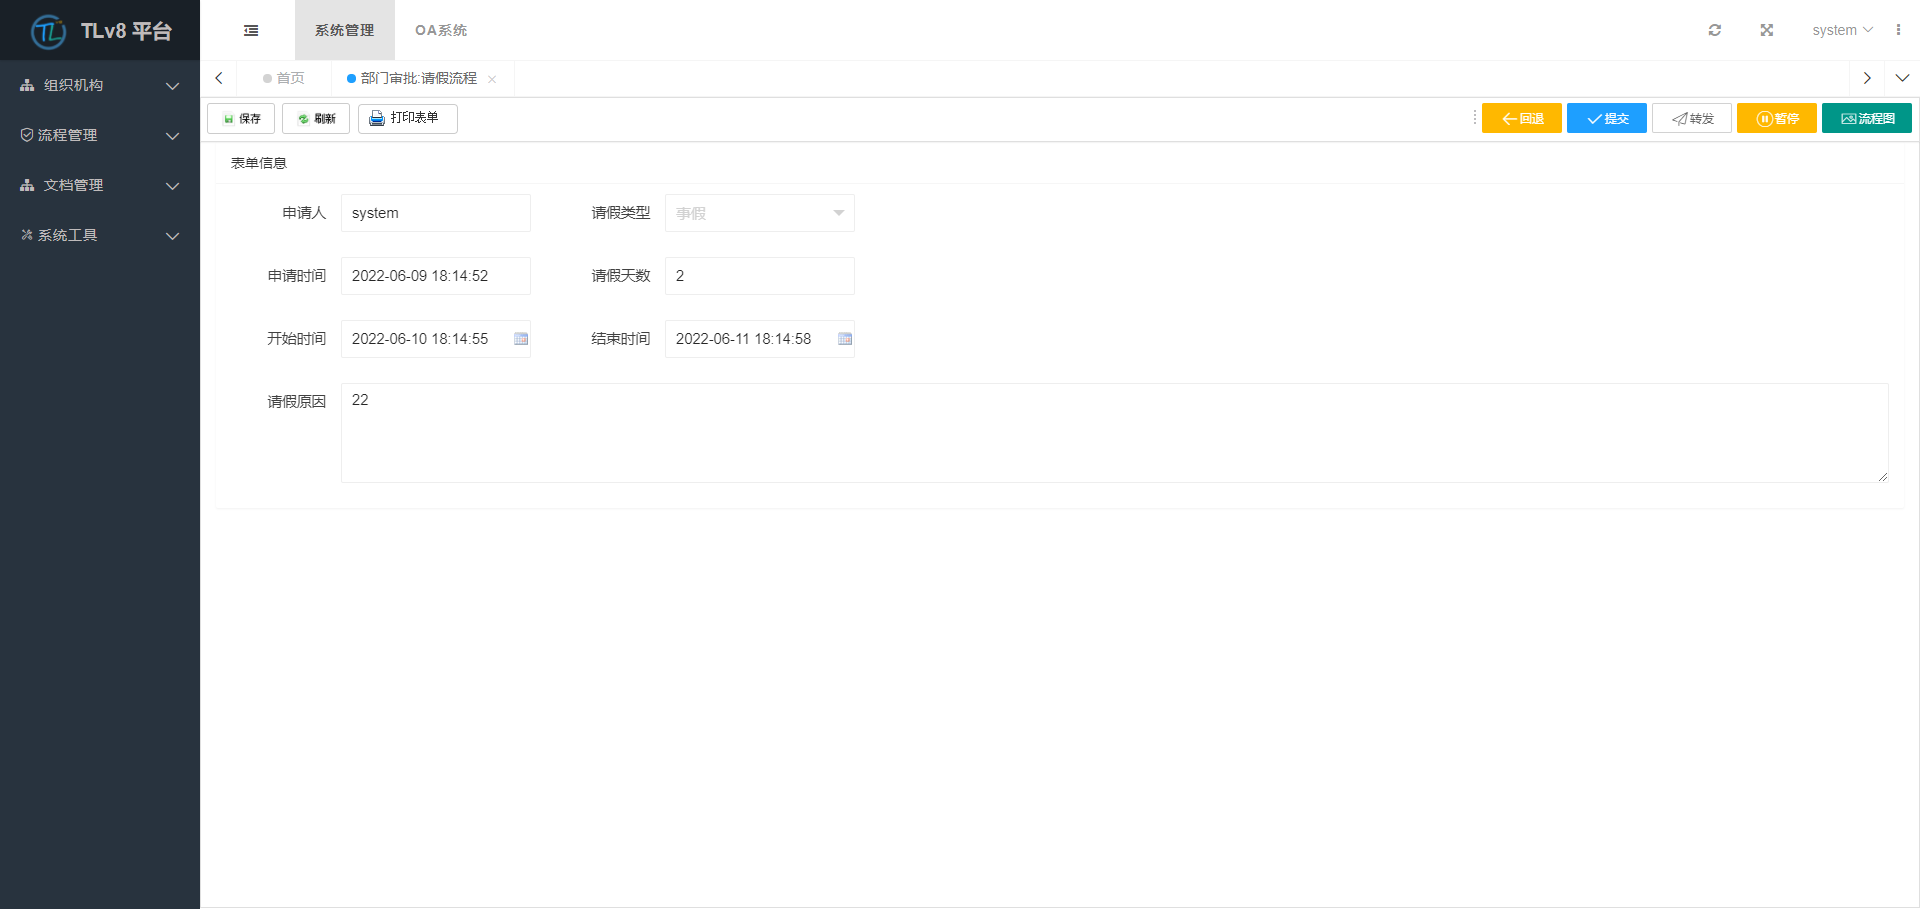 TLv8 平台
系统管理
OA系统
system
组织机构
流程管理
文档管理
系统工具
首页
部门审批:请假流程
保存
刷新
打印表单
回退
提交
转发
暂停
流程图
表单信息
申请人
system
请假类型
事假
申请时间
2022-06-09 18:14:52
请假天数
2
开始时间
2022-06-10 18:14:55
结束时间
2022-06-11 18:14:58
请假原因
22